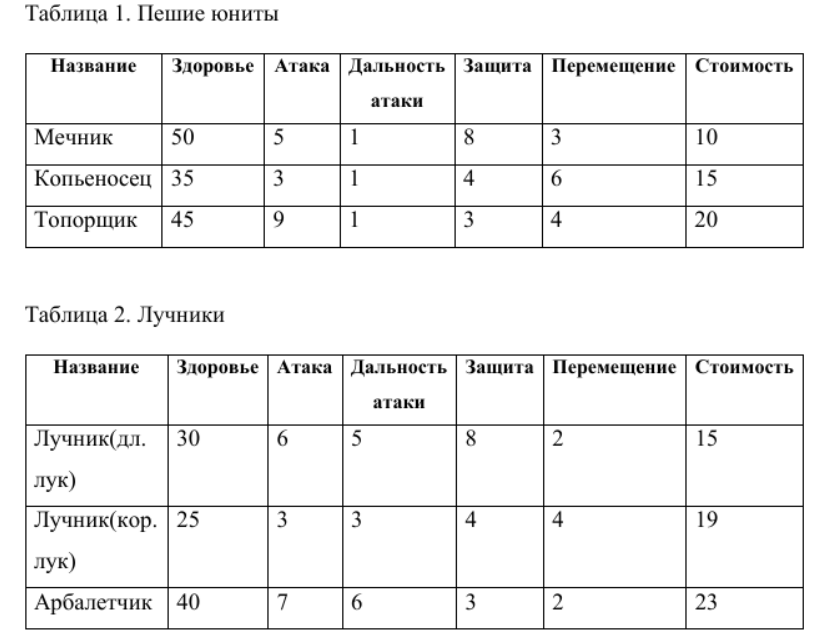 Таблица 1. Пешие юниты
Название Здоровье Атака Дальность атаки Защита Перемещение Стоимость
Мечник 50 5 1 8 3 10
Копьеносец 35 3 1 4 6 15
Топорщик 45 9 1 3 4 20
Таблица 2. Лучники
Название Здоровье Атака Дальность атаки Защита Перемещение Стоимость
Лучник(дл. лук) 30 6 5 8 2 15
Лучник(кор. лук) 25 3 3 4 4 19
Арбалетчик 40 7 6 3 2 23